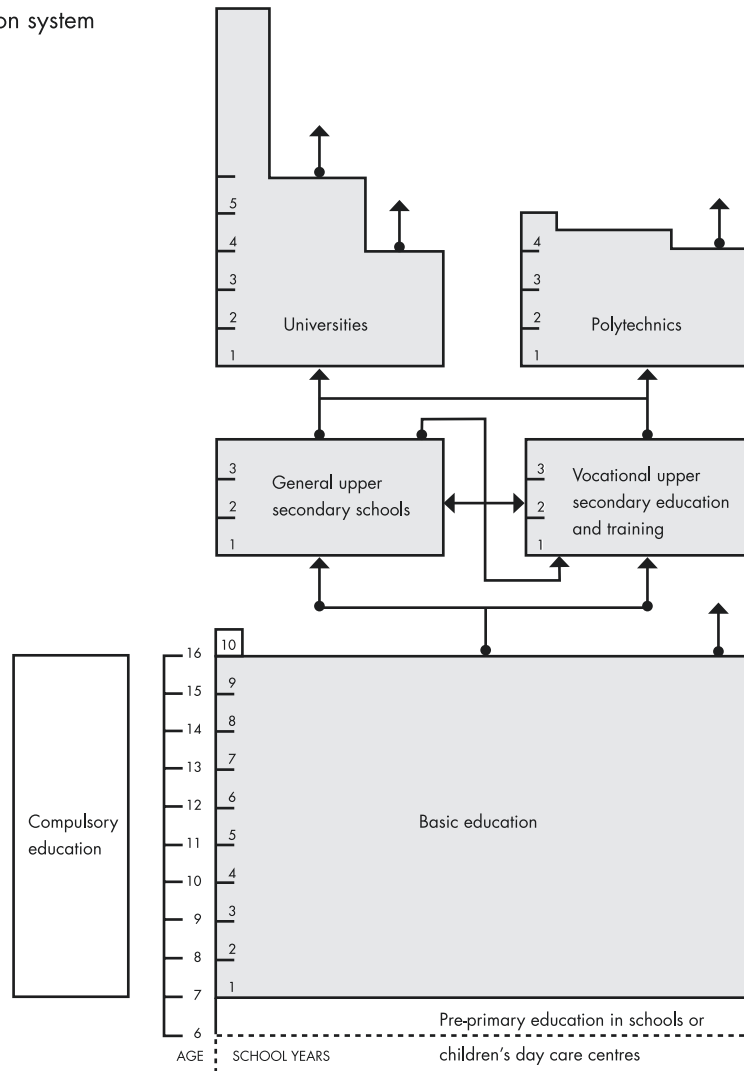 on system
5
4
3
2
1
Universities
4
3
2
1
Polytechnics
3
2
1
General upper
secondary schools
3
2
1
Vocational upper
secondary education
and training
Compulsory
education
16
15
14
13
12
11
10
9
8
7
6
10
9
8
7
6
5
4
3
2
1
Basic education
Pre-primary education in schools or
children's day care centres
AGE
SCHOOL YEARS